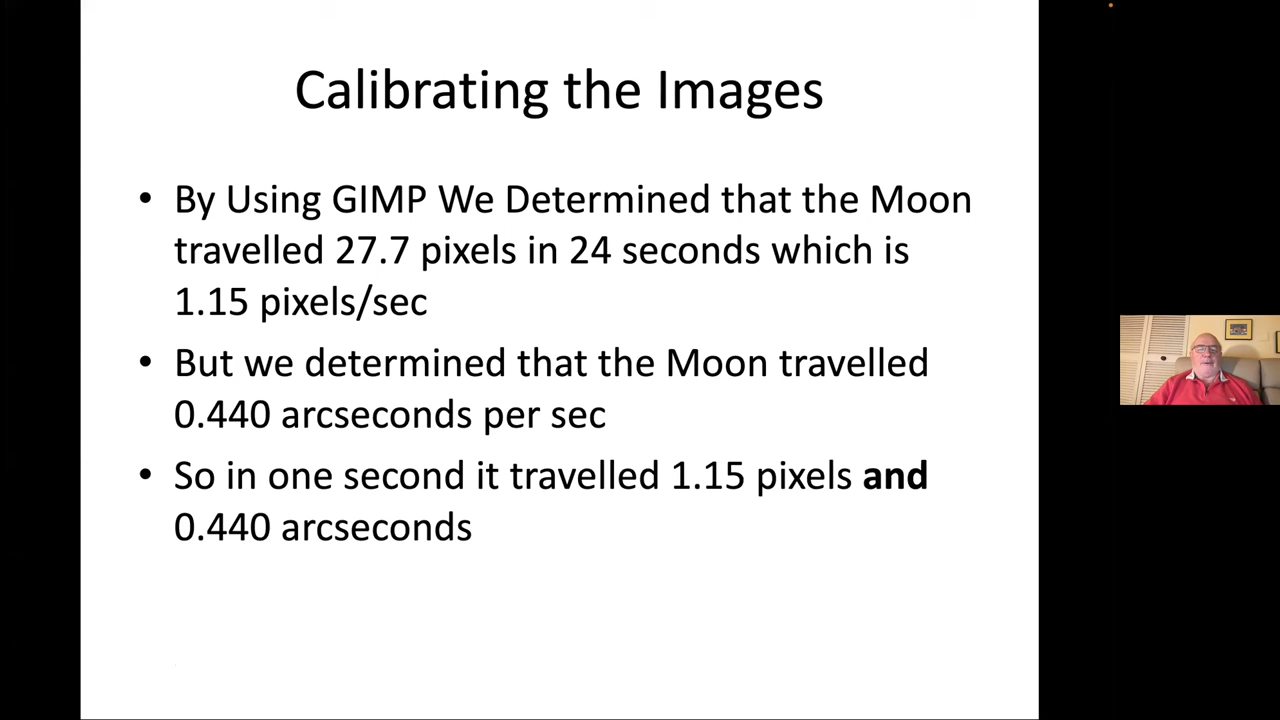 Calibrating the Images
• By Using GIMP We Determined that the Moon
travelled 27.7 pixels in 24 seconds which is
1.15 pixels/sec
• But we determined that the Moon travelled
0.440 arcseconds per sec
• So in one second it travelled 1.15 pixels and
0.440 arcseconds